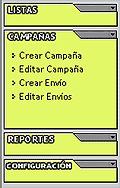 LISTAS
CAMPAÑAS
> Crear Campaña
> Editar Campaña
> Crear Envío
> Editar Envíos
REPORTES
CONFIGURACIÓN